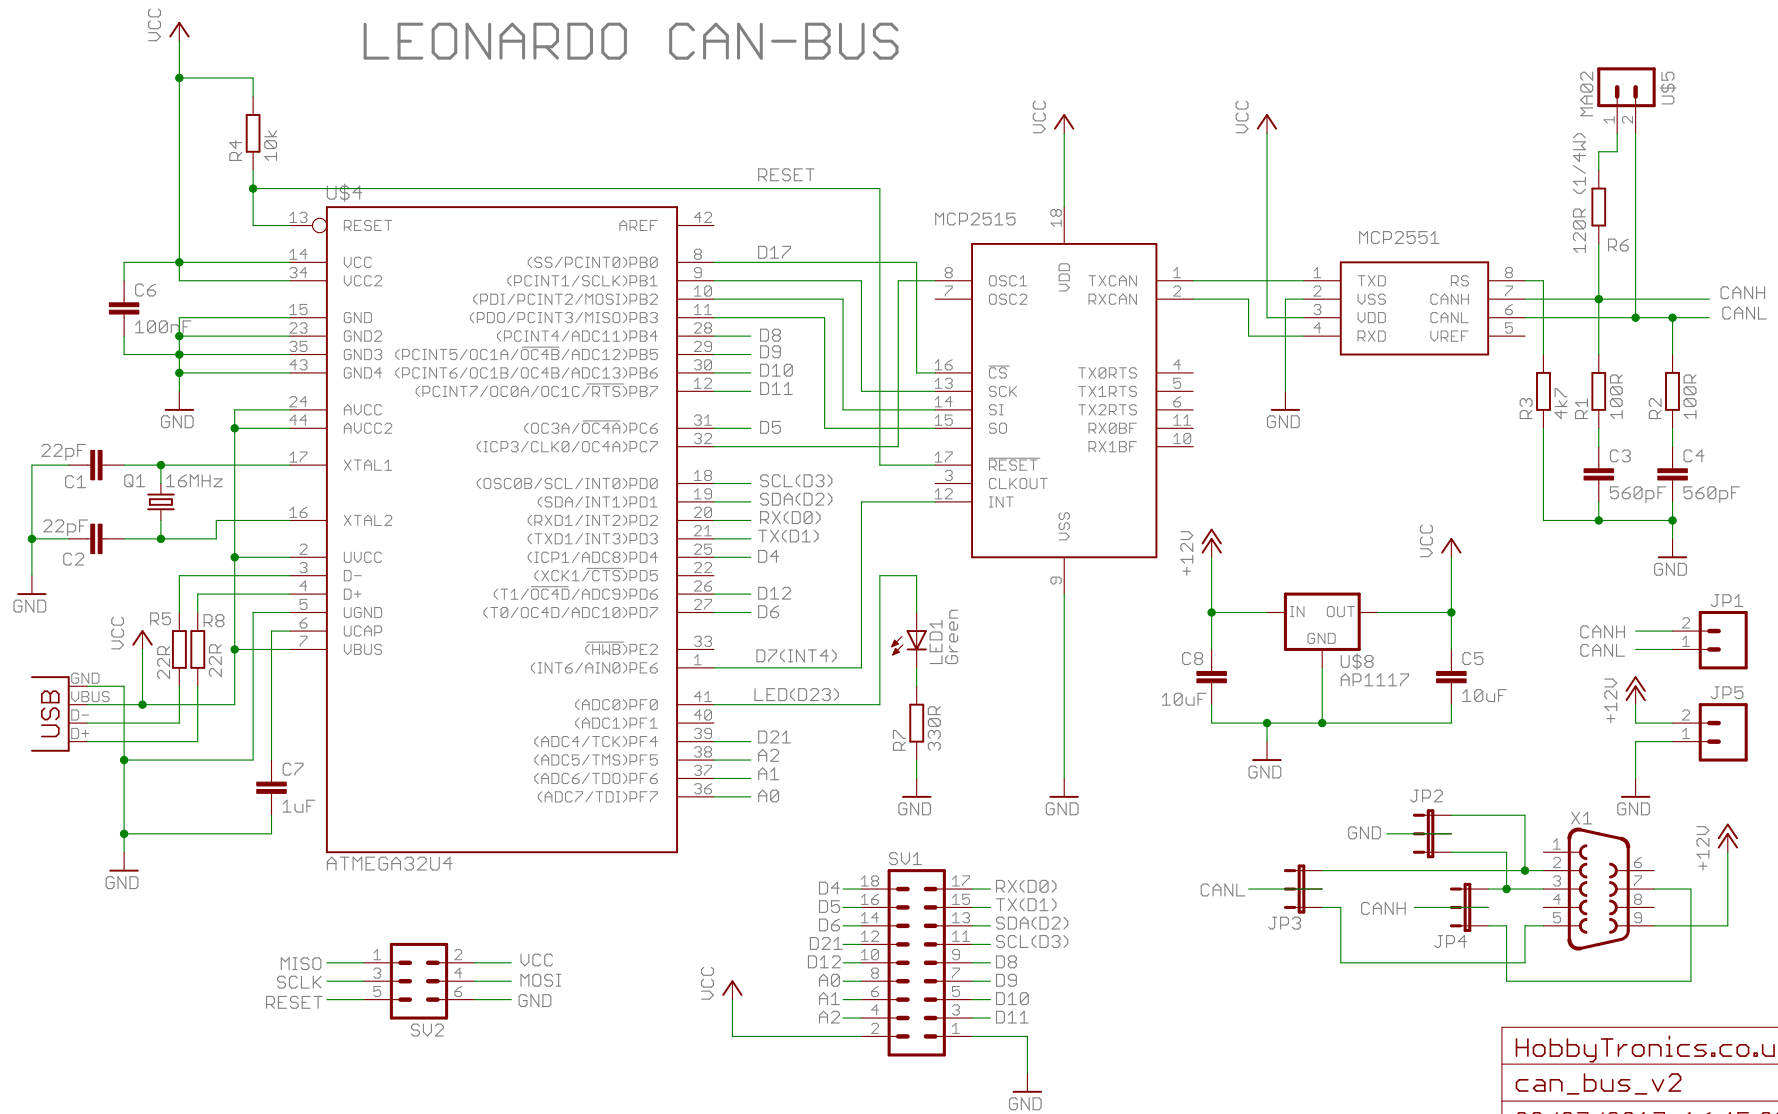 LEONARDO CAN-BUS
VCC
R4
10k
RESET
U$4
13 RESET
14 VCC
34 VCC2
15 GND
23 GND2
35 GND3
43 GND4
24 AVCC
44 AVCC2
17 XTAL1
16 XTAL2
2 UVCC
3 D-
4 D+
5 UGND
6 UCAP
7 VBUS
AREF 42
(SS/PCINT0)PB0 8 D17
(PCINT1/SCLK)PB1 9
(PDI/PCINT2/MOSI)PB2 10
(PDO/PCINT3/MISO)PB3 11
(PCINT4/ADC11)PB4 28 D8
(PCINT5/OC1A/OC4B/ADC12)PB5 29 D9
(PCINT6/OC1B/OC4B/ADC13)PB6 30 D10
(PCINT7/OC0A/OC1C/RTS)PB7 12 D11
(OC3A/OC4A)PC6 31 D5
(ICP3/CLK0/OC4A)PC7 32
(OSC0B/SCL/INT0)PD0 18 SCL(D3)
(SDA/INT1)PD1 19 SDA(D2)
(RXD1/INT2)PD2 20 RX(D0)
(TXD1/INT3)PD3 21 TX(D1)
(ICP1/ADC8)PD4 25 D4
(XCK1/CTS)PD5 22
(T1/OC4D/ADC9)PD6 26 D12
(T0/OC4D/ADC10)PD7 27 D6
(HWB)PE2 33
(INT6/AIN0)PE6 1 D7(INT4)
(ADC0)PF0 41 LED(D23)
(ADC1)PF1 40
(ADC4/TCK)PF4 39 D21
(ADC5/TMS)PF5 38 A2
(ADC6/TDO)PF6 37 A1
(ADC7/TDI)PF7 36 A0
ATMEGA32U4
C6
100nF
GND
22pF
C1
Q1 16MHz
22pF
C2
GND
VCC
R5
22R
R8
22R
USB
GND
VBUS
D-
D+
C7
1uF
GND
LED1
Green
R7
330R
GND
MCP2515
VCC
18
VDD
8 OSC1
7 OSC2
16 CS
13 SCK
14 SI
15 SO
17 RESET
3 CLKOUT
12 INT
TXCAN 1
RXCAN 2
TX0RTS 4
TX1RTS 5
TX2RTS 6
RX0BF 11
RX1BF 10
VSS
9
GND
VCC
MCP2551
1 TXD
2 VSS
3 VDD
4 RXD
RS 8
CANH 7
CANL 6
VREF 5
GND
MA02
U$5
1
2
120R (1/4W)
R6
CANH
CANL
R3
4k7
R1
100R
R2
100R
C3
560pF
C4
560pF
GND
+12V
VCC
IN OUT
GND
U$8
AP1117
C8
10uF
C5
10uF
GND
JP1
CANH 2
CANL 1
JP5
+12V
2
1
GND
JP2
GND
JP3
CANL
JP4
CANH
X1
1
2
3
4
5
6
7
8
9
+12V
SV1
D4 18 17 RX(D0)
D5 16 15 TX(D1)
D6 14 13 SDA(D2)
D21 12 11 SCL(D3)
D12 10 9 D8
A0 8 7 D9
A1 6 5 D10
A2 4 3 D11
2 1
VCC
GND
MISO 1 2 VCC
SCLK 3 4 MOSI
RESET 5 6 GND
SV2
HobbyTronics.co.u
can_bus_v2